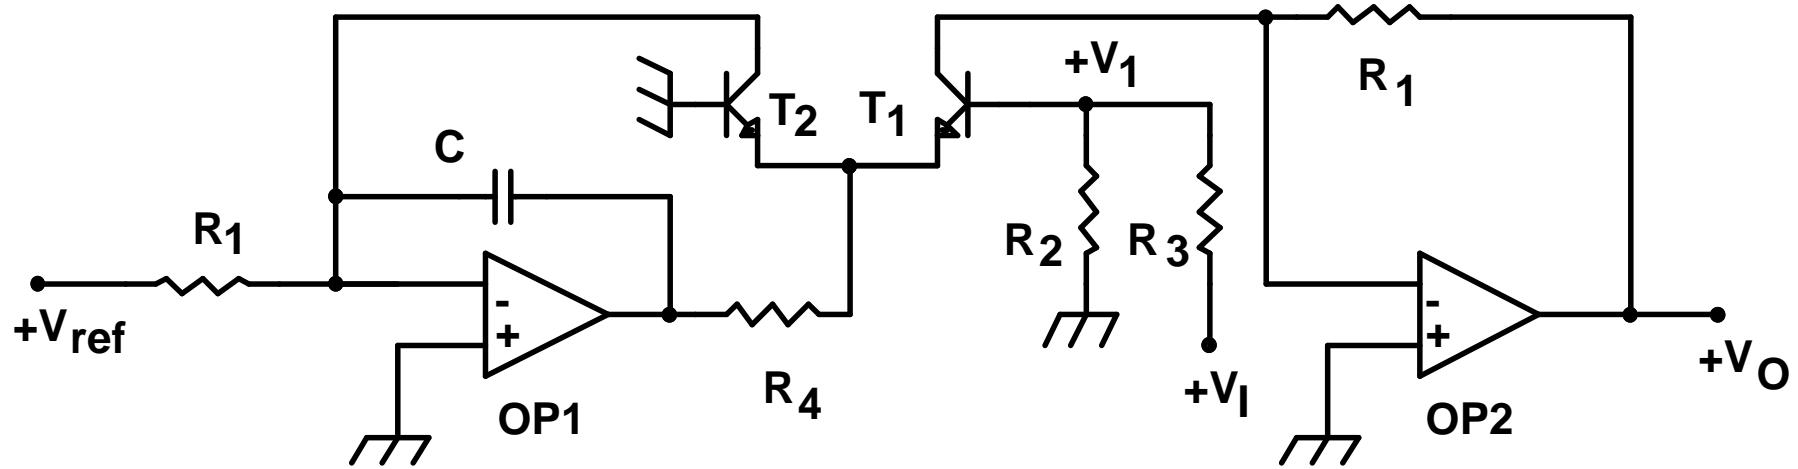 +V1
R1
T2
T1
C
R1
R2
R3
-
+
-
+
+Vref
R4
+VI
+VO
OP1
OP2